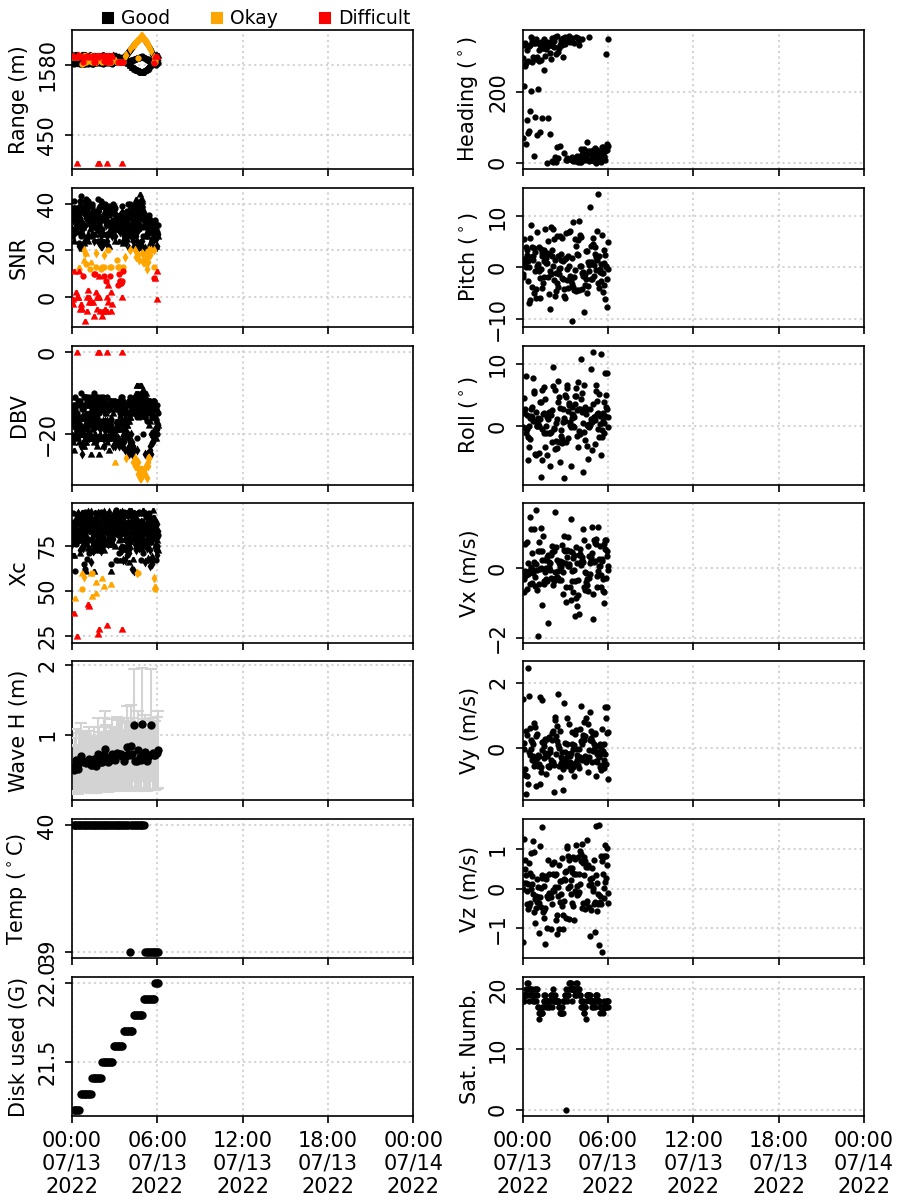 Good Okay Difficult
Range (m)
1580
450
Heading (°)
200
0
SNR
40
20
0
Pitch (°)
10
0
−10
DBV
0
−20
Roll (°)
10
0
Xc
75
50
25
Vx (m/s)
0
−2
Wave H (m)
2
1
Vy (m/s)
2
0
Temp (°C)
40
39
Vz (m/s)
1
0
−1
Disk used (G)
22.0
21.5
Sat. Numb.
20
10
0
00:00 06:00 12:00 18:00 00:00
07/13 07/13 07/13 07/13 07/14
2022 2022 2022 2022 2022
00:00 06:00 12:00 18:00 00:00
07/13 07/13 07/13 07/13 07/14
2022 2022 2022 2022 2022